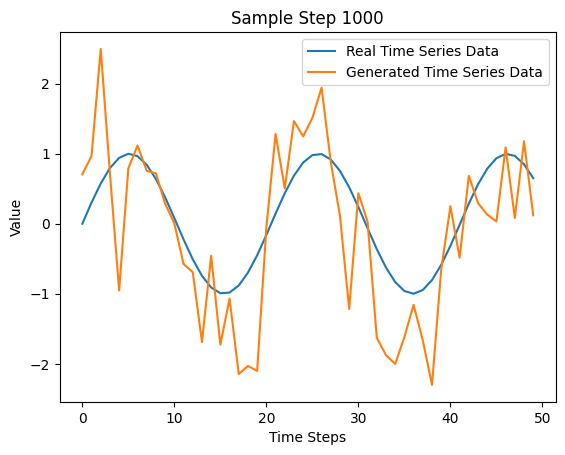 Sample Step 1000
Real Time Series Data
Generated Time Series Data
Value
2
1
0
−1
−2
0 10 20 30 40 50
Time Steps